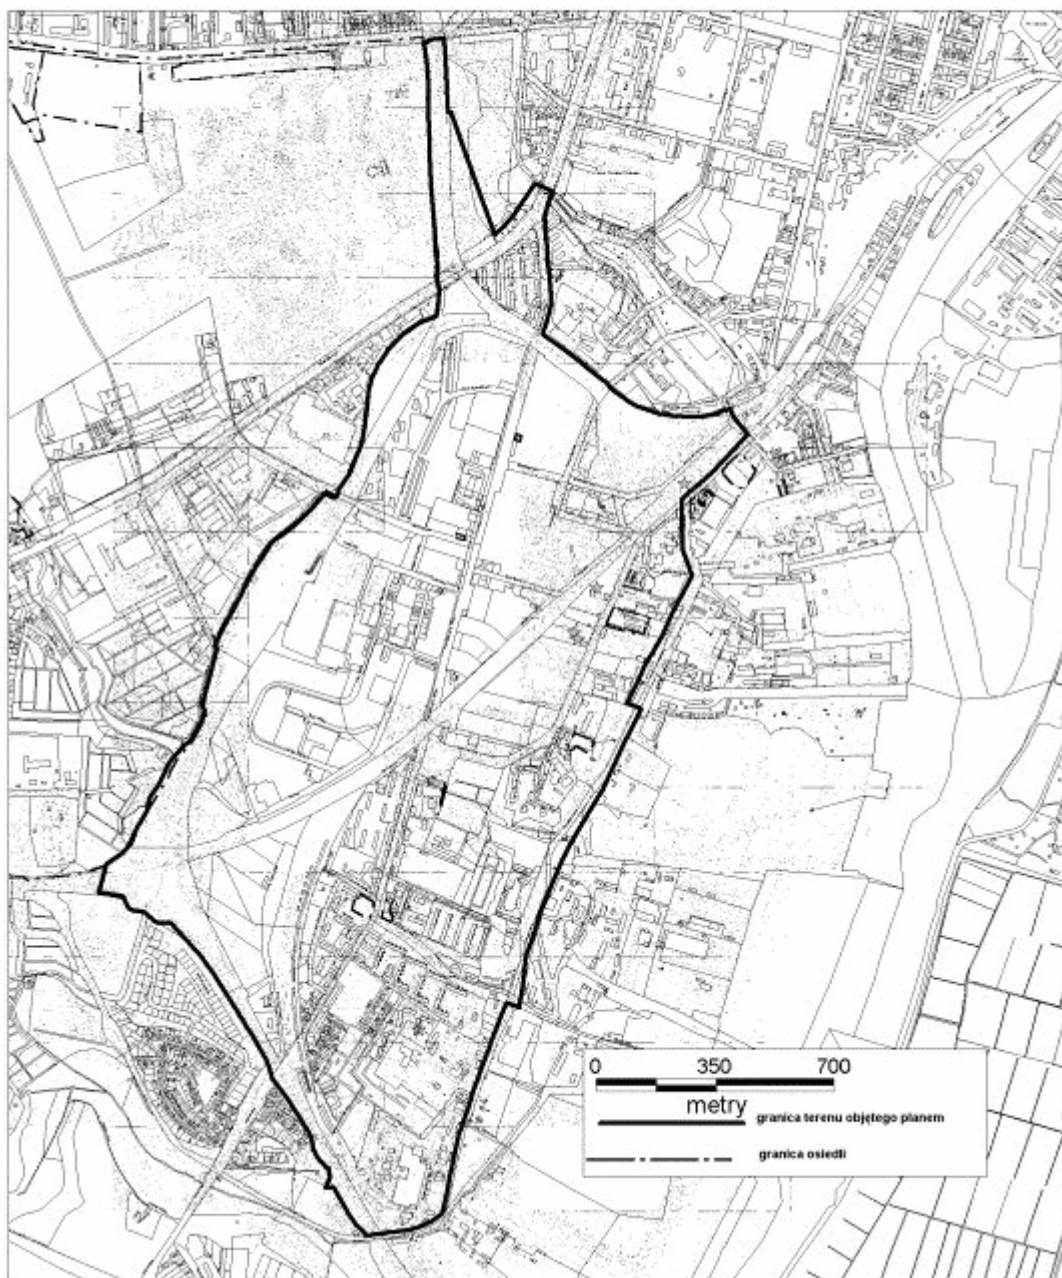 0 350 700
metry
granica terenu objętego planem
granica osiedli